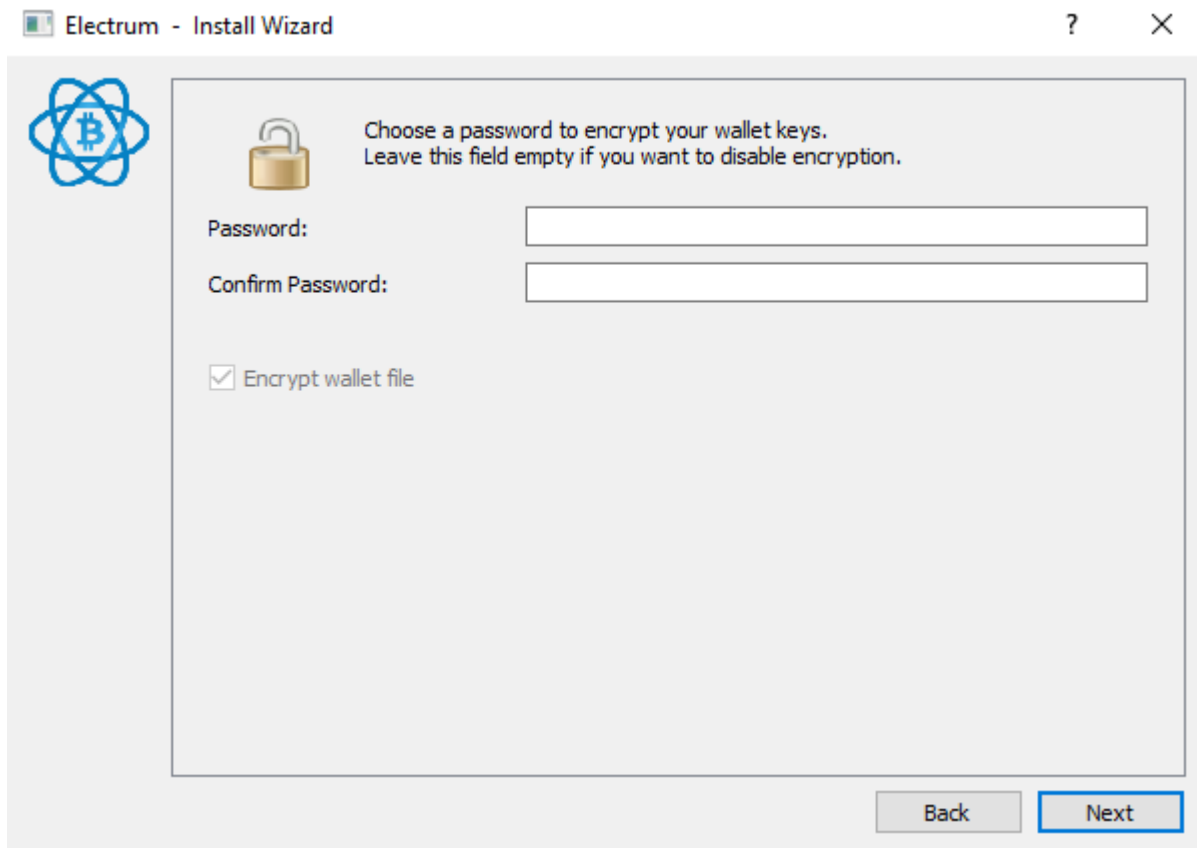 Electrum - Install Wizard
Choose a password to encrypt your wallet keys.
Leave this field empty if you want to disable encryption.
Password:
Confirm Password:
Encrypt wallet file
Back Next